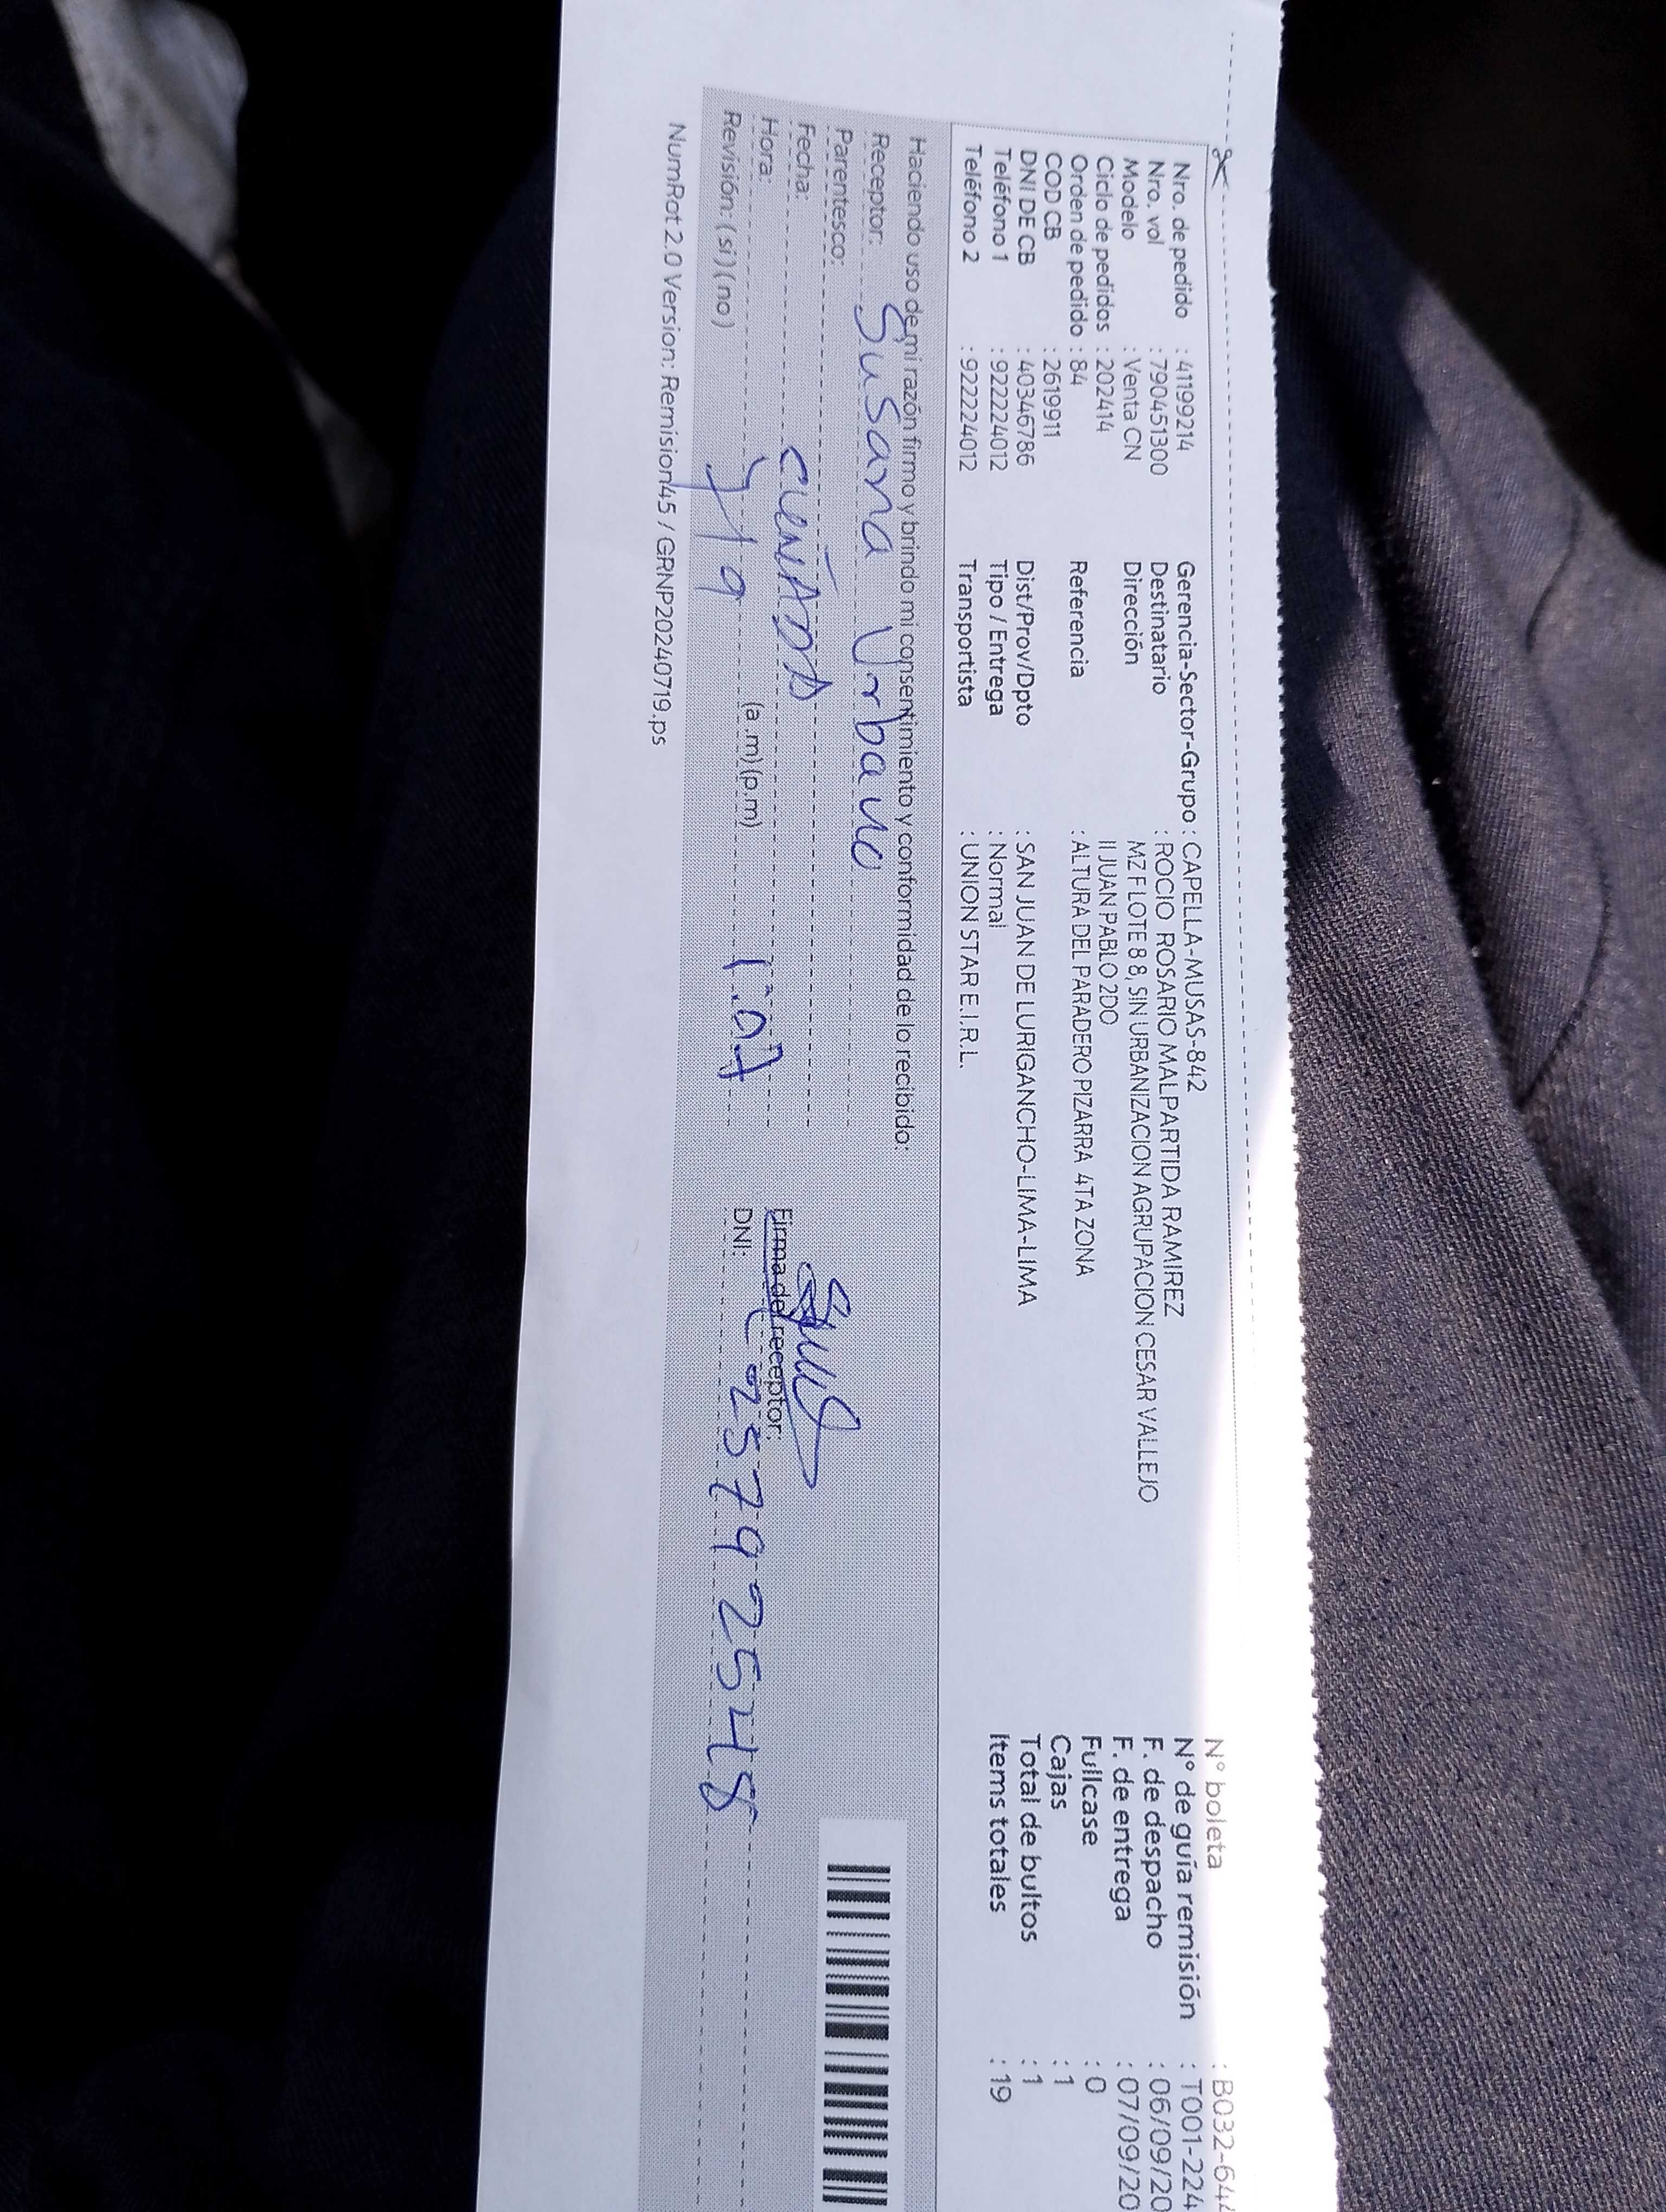 Nro. de pedido : 41199214
Nro. vol : 790451300
Modelo : Venta CN
Ciclo de pedidos : 202414
Orden de pedido : 84
COD CB : 2619911
DNI DE CB : 40346786
Teléfono 1 : 922224012
Teléfono 2 : 922224012
Gerencia-Sector-Grupo : CAPELLA-MUSAS-842
Destinatario : ROCIO ROSARIO MALPARTIDA RAMIREZ
Dirección : MZ F LOTE 8 8, SIN URBANIZACION AGRUPACION CESAR VALLEJO
II JUAN PABLO 2DO
Referencia : ALTURA DEL PARADERO PIZARRA 4TA ZONA
Dist/Prov/Dpto : SAN JUAN DE LURIGANCHO-LIMA-LIMA
Tipo / Entrega : Normal
Transportista : UNION STAR E.I.R.L.
N° boleta : B032-644
N° de guía remisión : T001-224
F. de despacho : 06/09/20
F. de entrega : 07/09/20
Fullcase : 0
Cajas : 1
Total de bultos : 1
Items totales : 19
Haciendo uso de mi razón firmo y brindo mi consentimiento y conformidad de lo recibido:
Receptor: Susana Urbano
Parentesco: CUÑADA
Fecha:
Hora: (a.m)(p.m)
Revisión: (si) (no)
Firma del receptor:
DNI:
NumRot 2.0 Version: Remision45 / GRNP20240719.ps